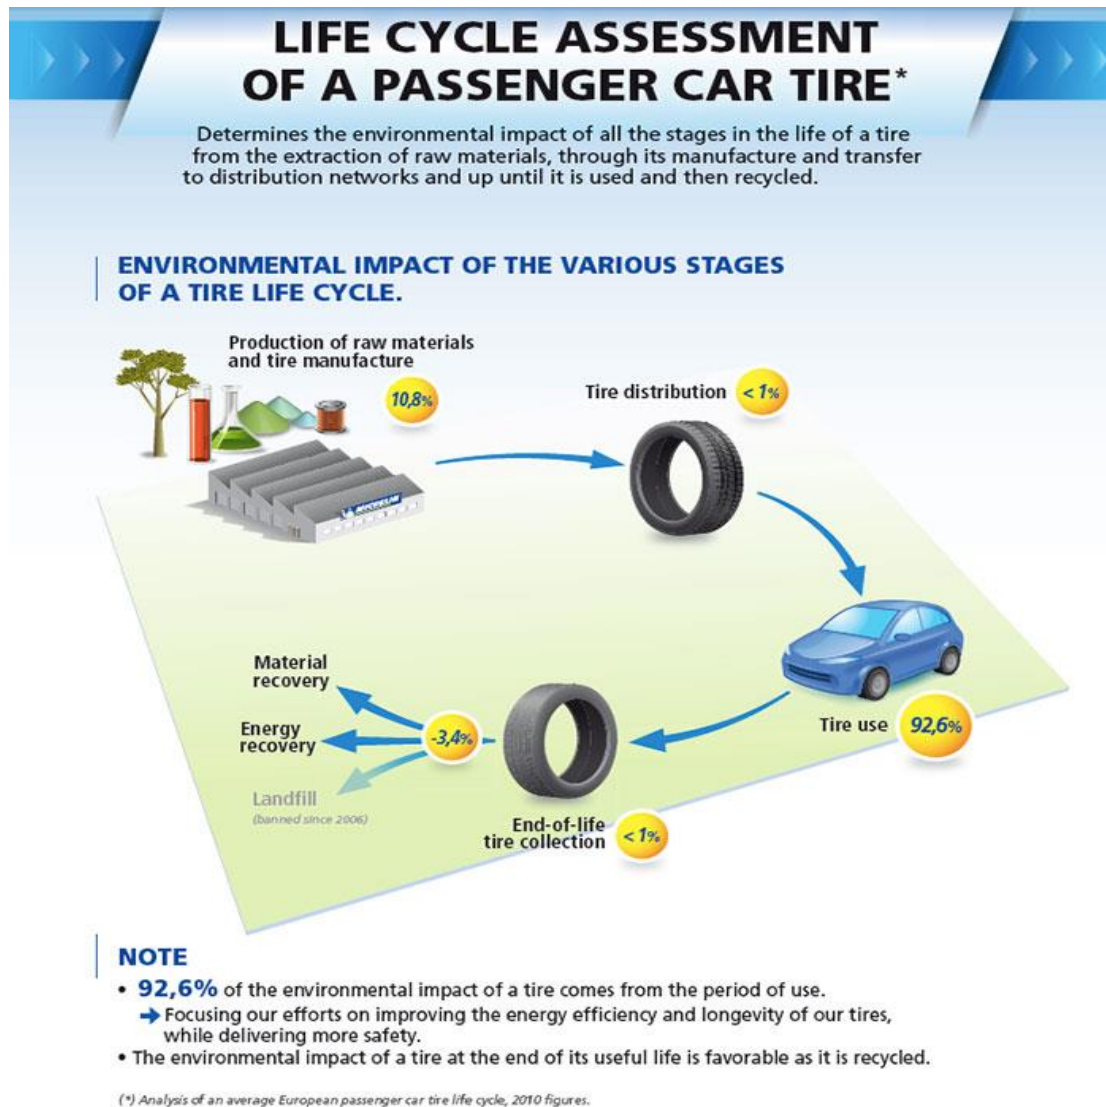 LIFE CYCLE ASSESSMENT
OF A PASSENGER CAR TIRE*
Determines the environmental impact of all the stages in the life of a tire
from the extraction of raw materials, through its manufacture and transfer
to distribution networks and up until it is used and then recycled.
ENVIRONMENTAL IMPACT OF THE VARIOUS STAGES
OF A TIRE LIFE CYCLE.
Production of raw materials
and tire manufacture
10,8%
Tire distribution
< 1%
MICHELIN
Tire use
92,6%
Material
recovery
Energy
recovery
-3,4%
Landfill
(banned since 2006)
End-of-life
tire collection
< 1%
NOTE
• 92,6% of the environmental impact of a tire comes from the period of use.
➔ Focusing our efforts on improving the energy efficiency and longevity of our tires,
while delivering more safety.
• The environmental impact of a tire at the end of its useful life is favorable as it is recycled.
(*) Analysis of an average European passenger car tire life cycle, 2010 figures.